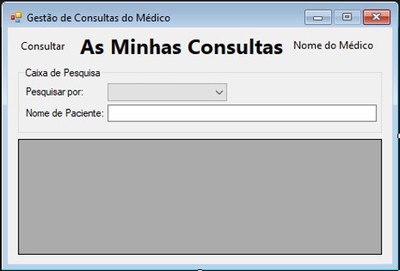 Gestão de Consultas do Médico
Consultar
As Minhas Consultas
Nome do Médico
Caixa de Pesquisa
Pesquisar por:
Nome de Paciente: